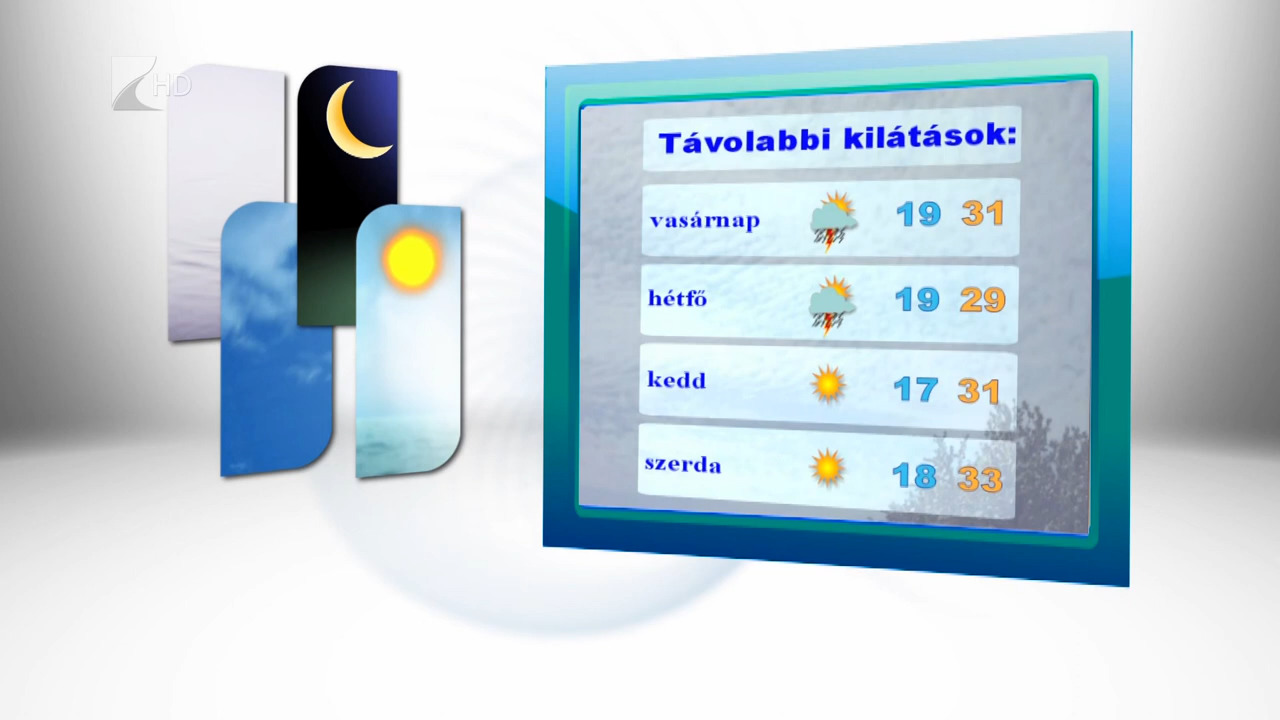 HD
Távolabbi kilátások:
vasárnap 19 31
hétfő 19 29
kedd 17 31
szerda 18 33